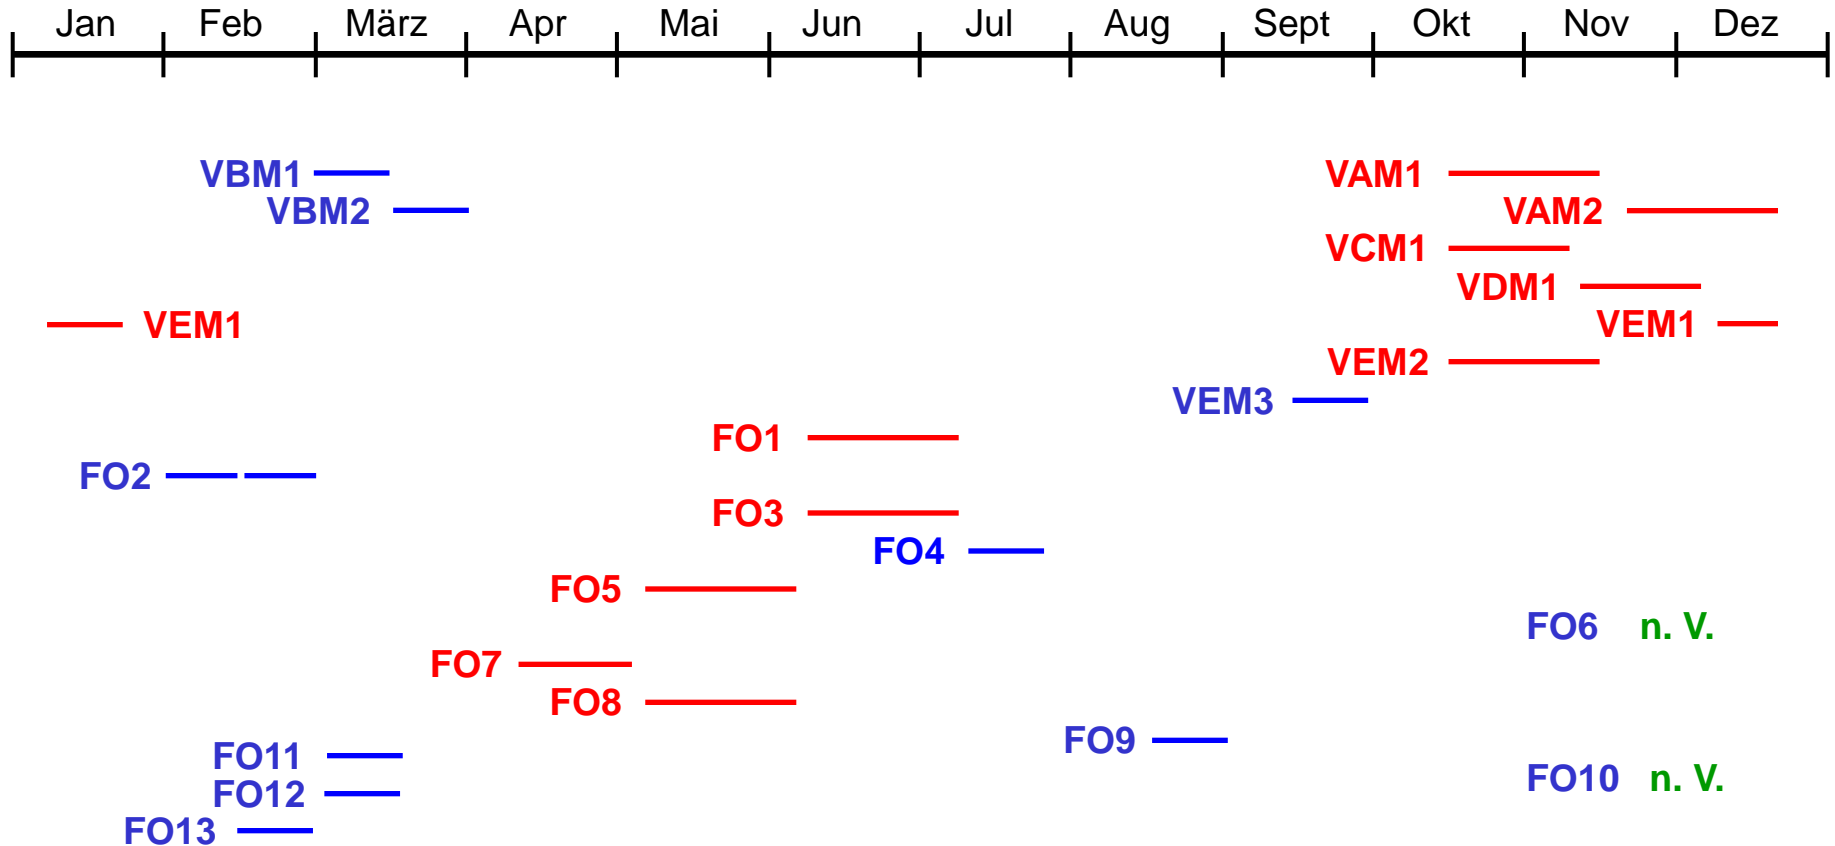 Jan Feb März Apr Mai Jun Jul Aug Sept Okt Nov Dez
VBM1 VAM1
VBM2 VAM2
VCM1
VDM1
VEM1 VEM1
VEM2
VEM3
FO1
FO2
FO3
FO4
FO5
FO6 n. V.
FO7
FO8
FO9
FO11
FO10 n. V.
FO12
FO13